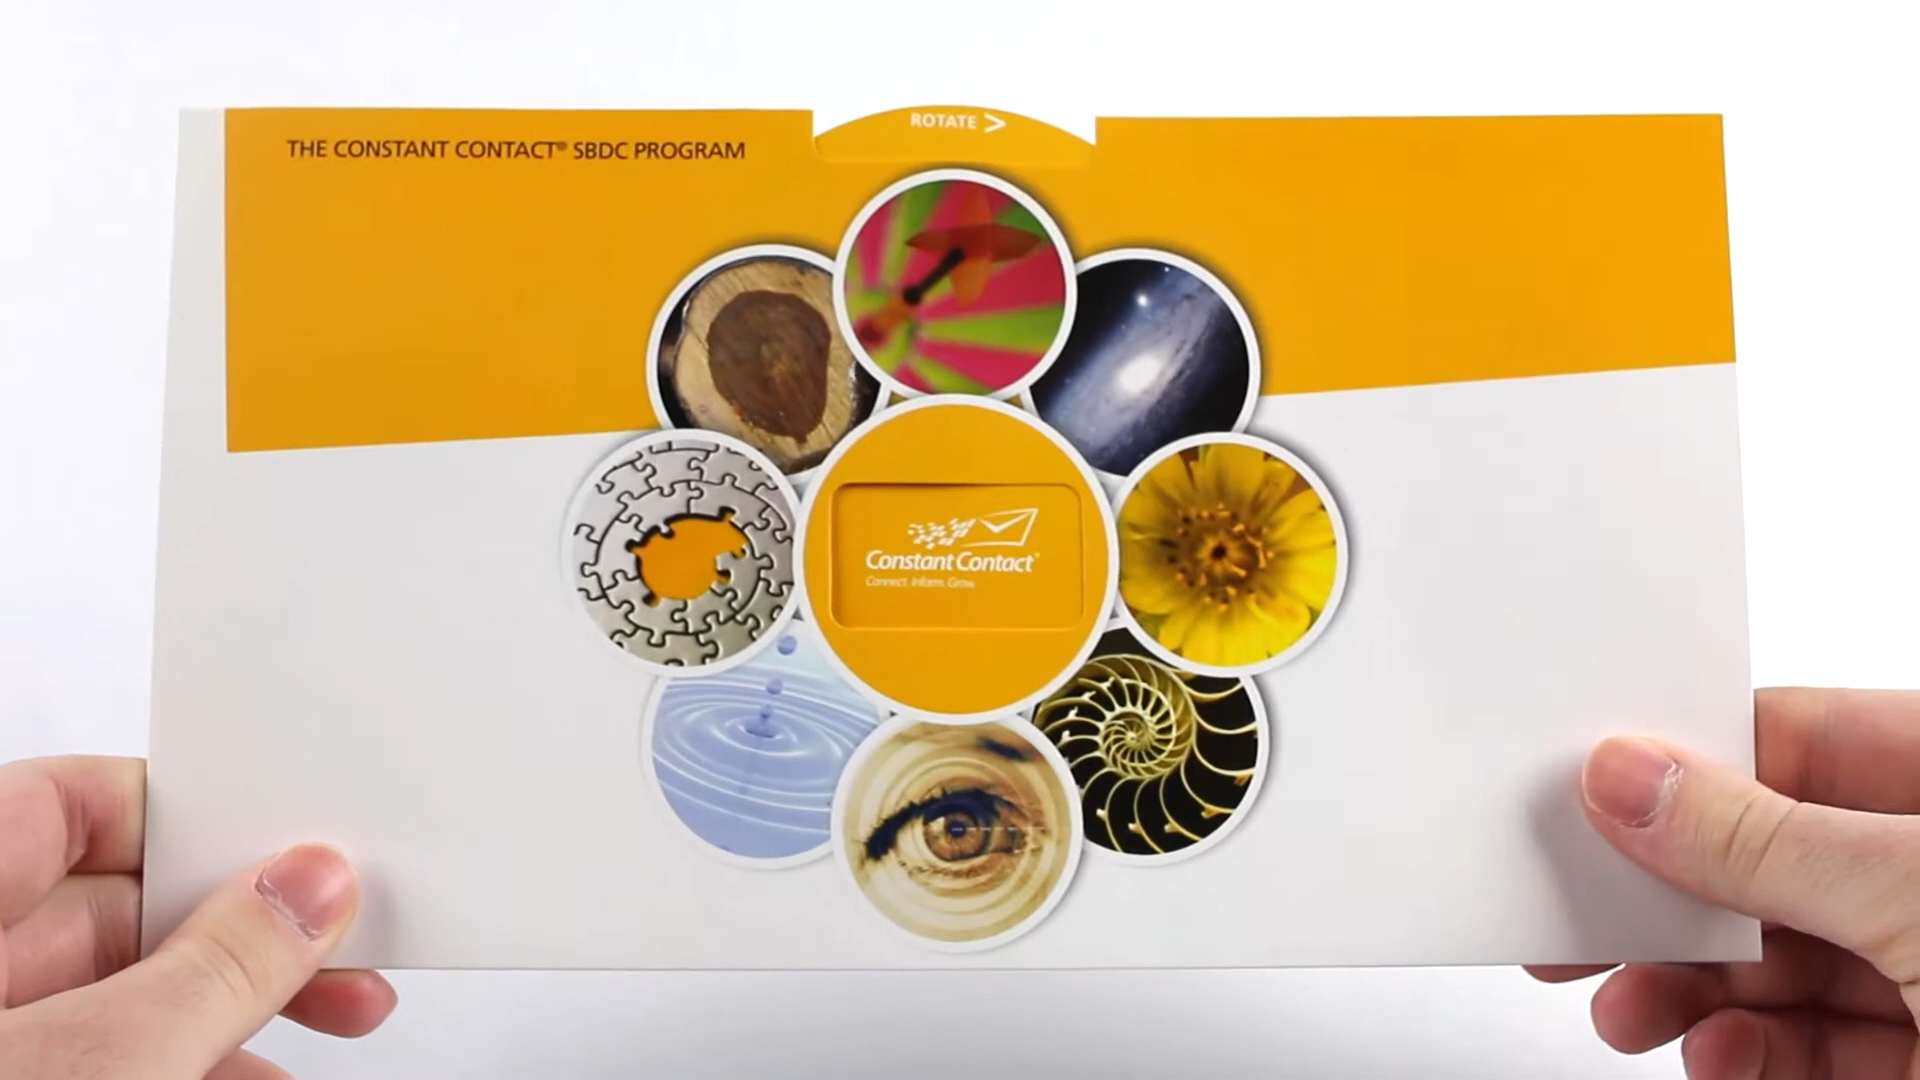 ROTATE >
THE CONSTANT CONTACT® SBDC PROGRAM
Constant Contact®
Connect. Inform. Grow.